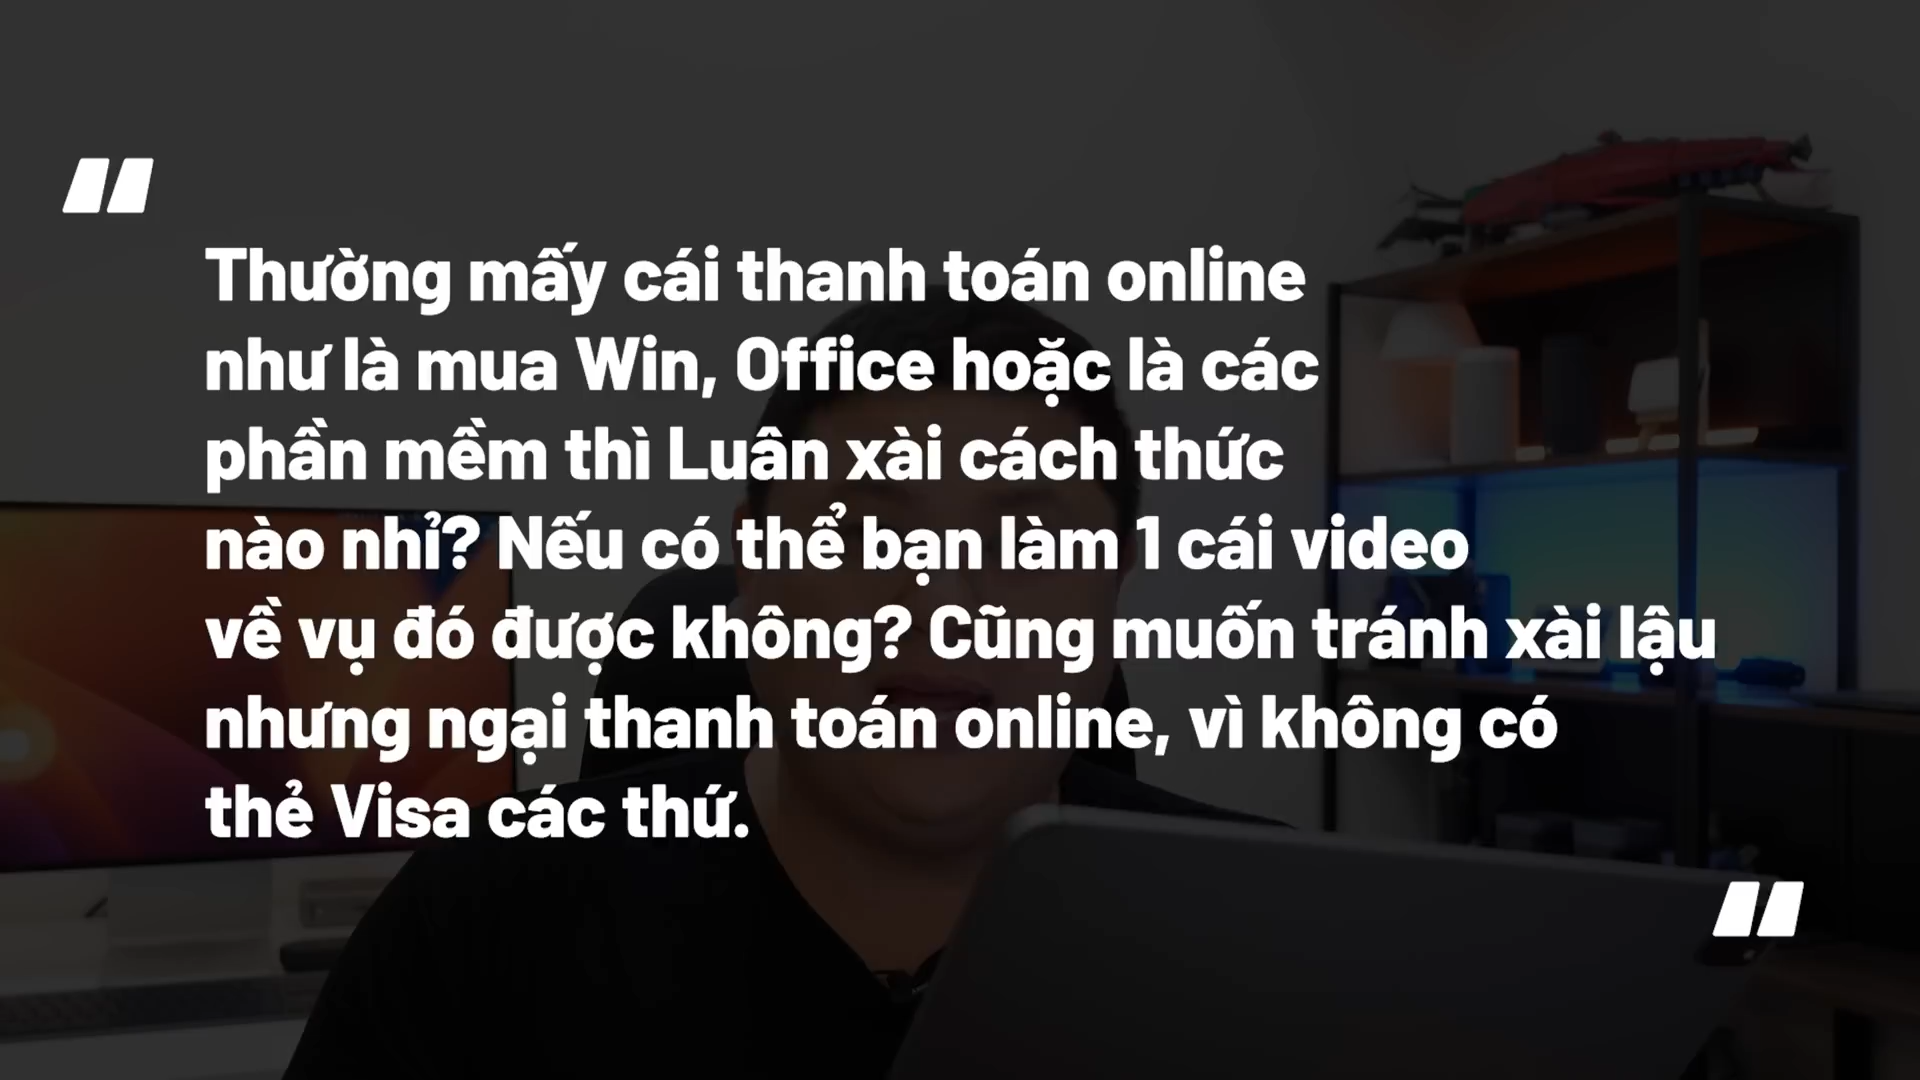 Thường mấy cái thanh toán online
như là mua Win, Office hoặc là các
phần mềm thì Luân xài cách thức
nào nhỉ? Nếu có thể bạn làm 1 cái video
về vụ đó được không? Cũng muốn tránh xài lậu
nhưng ngại thanh toán online, vì không có
thẻ Visa các thứ.